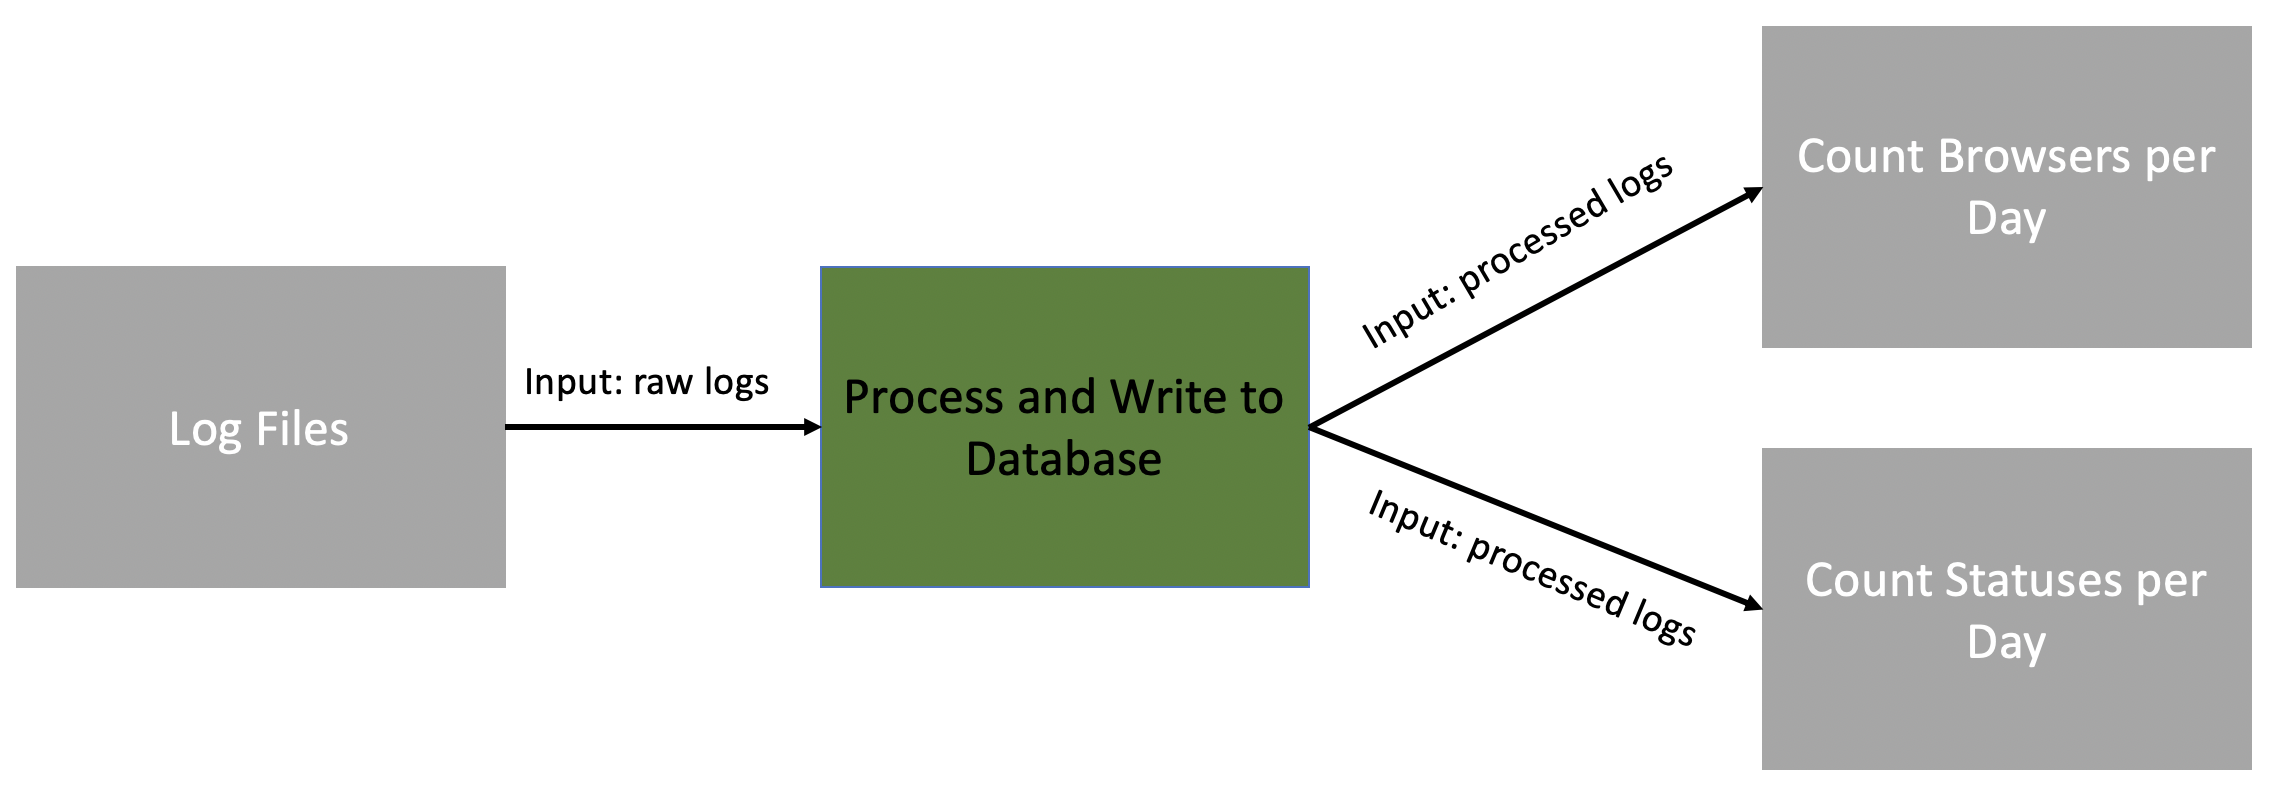 Log Files
Input: raw logs
Process and Write to
Database
Input: processed logs
Count Browsers per
Day
Input: processed logs
Count Statuses per
Day